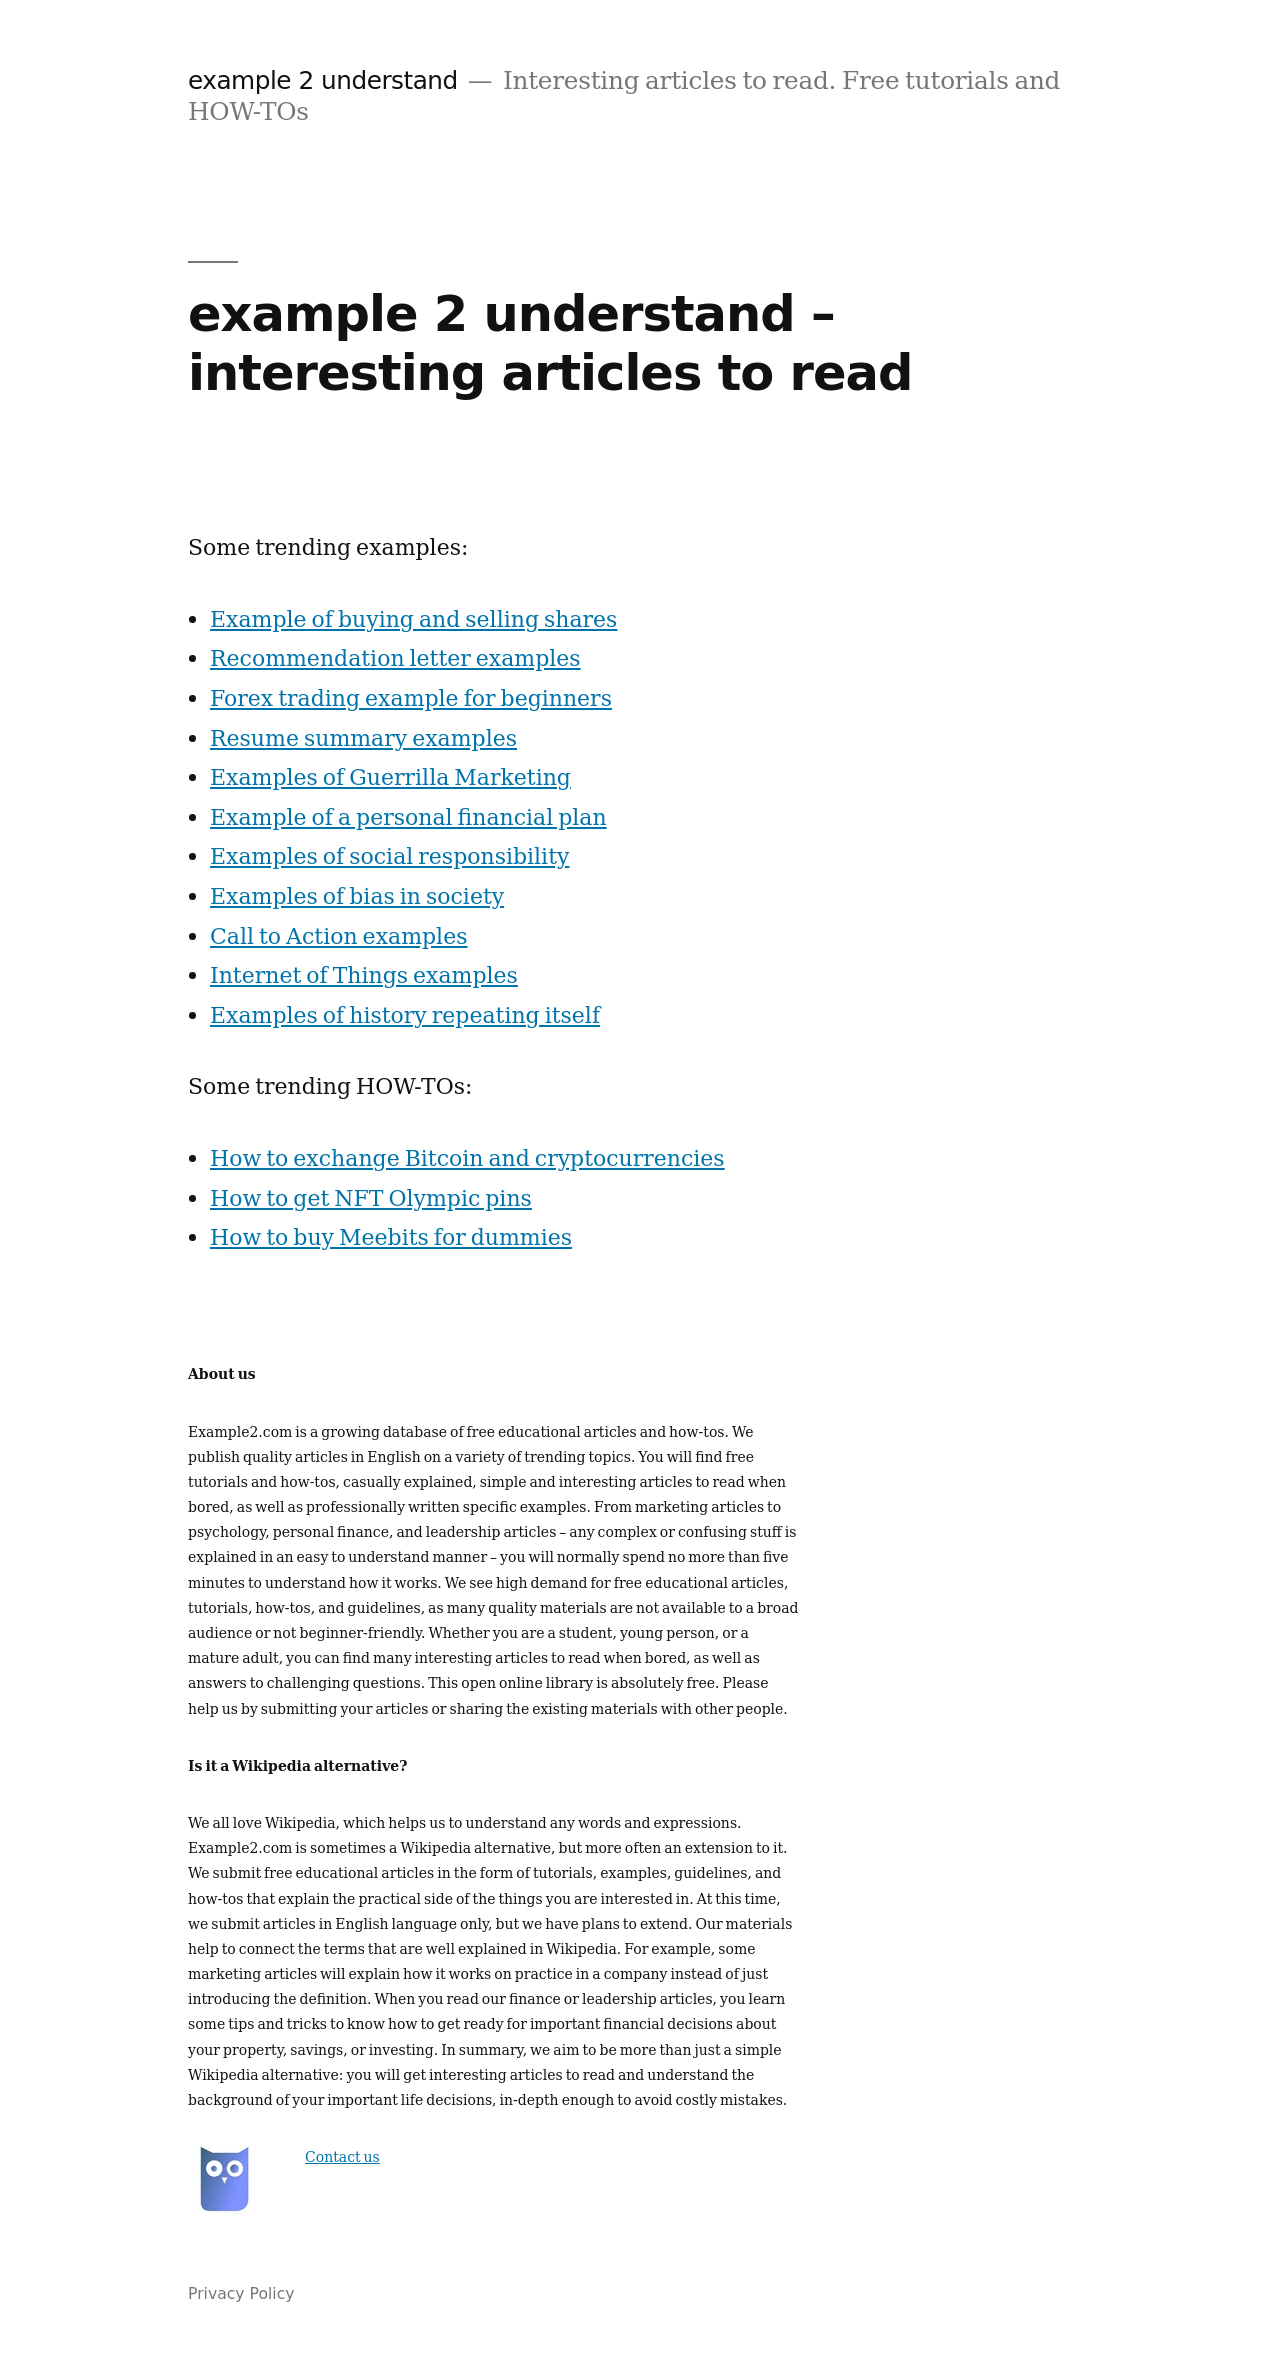 example 2 understand — Interesting articles to read. Free tutorials and
HOW-TOs
example 2 understand –
interesting articles to read
Some trending examples:
• Example of buying and selling shares
• Recommendation letter examples
• Forex trading example for beginners
• Resume summary examples
• Examples of Guerrilla Marketing
• Example of a personal financial plan
• Examples of social responsibility
• Examples of bias in society
• Call to Action examples
• Internet of Things examples
• Examples of history repeating itself
Some trending HOW-TOs:
• How to exchange Bitcoin and cryptocurrencies
• How to get NFT Olympic pins
• How to buy Meebits for dummies
About us
Example2.com is a growing database of free educational articles and how-tos. We
publish quality articles in English on a variety of trending topics. You will find free
tutorials and how-tos, casually explained, simple and interesting articles to read when
bored, as well as professionally written specific examples. From marketing articles to
psychology, personal finance, and leadership articles – any complex or confusing stuff is
explained in an easy to understand manner – you will normally spend no more than five
minutes to understand how it works. We see high demand for free educational articles,
tutorials, how-tos, and guidelines, as many quality materials are not available to a broad
audience or not beginner-friendly. Whether you are a student, young person, or a
mature adult, you can find many interesting articles to read when bored, as well as
answers to challenging questions. This open online library is absolutely free. Please
help us by submitting your articles or sharing the existing materials with other people.
Is it a Wikipedia alternative?
We all love Wikipedia, which helps us to understand any words and expressions.
Example2.com is sometimes a Wikipedia alternative, but more often an extension to it.
We submit free educational articles in the form of tutorials, examples, guidelines, and
how-tos that explain the practical side of the things you are interested in. At this time,
we submit articles in English language only, but we have plans to extend. Our materials
help to connect the terms that are well explained in Wikipedia. For example, some
marketing articles will explain how it works on practice in a company instead of just
introducing the definition. When you read our finance or leadership articles, you learn
some tips and tricks to know how to get ready for important financial decisions about
your property, savings, or investing. In summary, we aim to be more than just a simple
Wikipedia alternative: you will get interesting articles to read and understand the
background of your important life decisions, in-depth enough to avoid costly mistakes.
Contact us
Privacy Policy